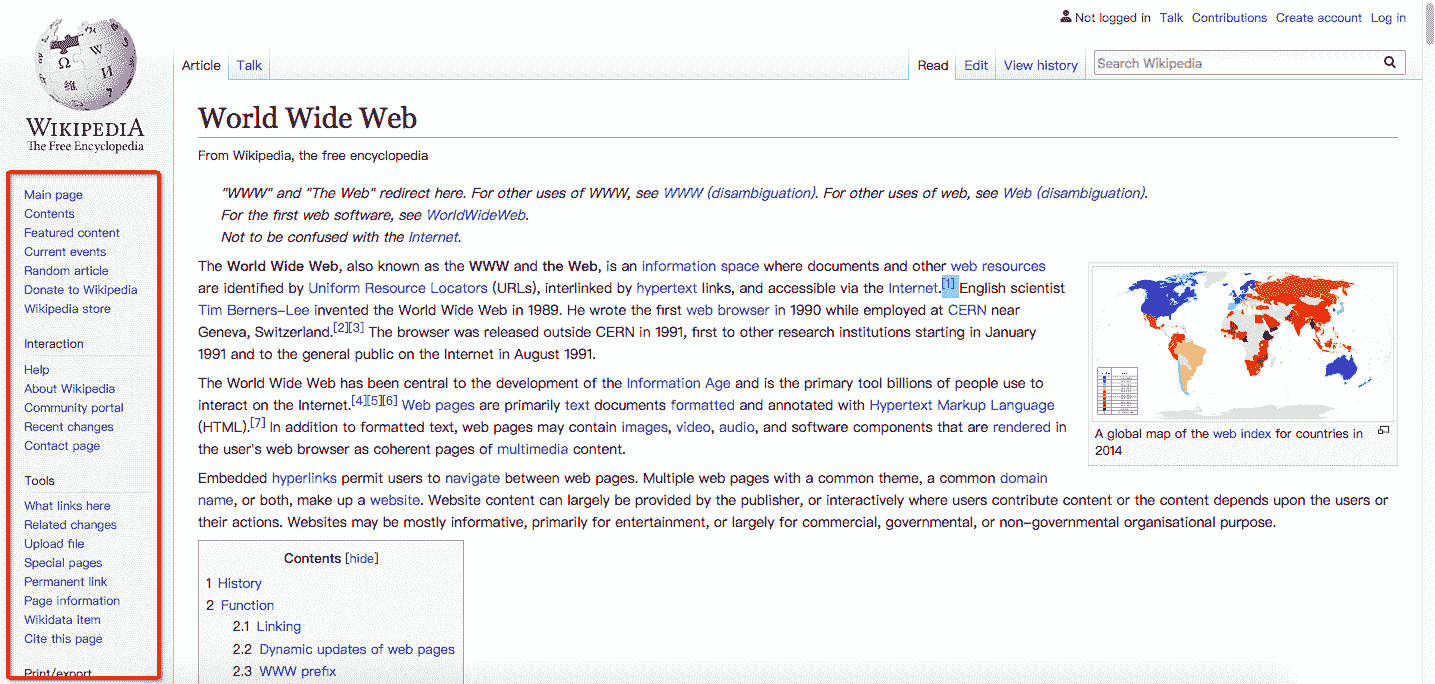 Not logged in Talk Contributions Create account Log in
Article Talk
Read Edit View history
Search Wikipedia
WIKIPEDIA
The Free Encyclopedia
Main page
Contents
Featured content
Current events
Random article
Donate to Wikipedia
Wikipedia store
Interaction
Help
About Wikipedia
Community portal
Recent changes
Contact page
Tools
What links here
Related changes
Upload file
Special pages
Permanent link
Page information
Wikidata item
Cite this page
Print/export
World Wide Web
From Wikipedia, the free encyclopedia
"WWW" and "The Web" redirect here. For other uses of WWW, see WWW (disambiguation). For other uses of web, see Web (disambiguation).
For the first web software, see WorldWideWeb.
Not to be confused with the Internet.
The World Wide Web, also known as the WWW and the Web, is an information space where documents and other web resources
are identified by Uniform Resource Locators (URLs), interlinked by hypertext links, and accessible via the Internet.[1] English scientist
Tim Berners-Lee invented the World Wide Web in 1989. He wrote the first web browser in 1990 while employed at CERN near
Geneva, Switzerland.[2][3] The browser was released outside CERN in 1991, first to other research institutions starting in January
1991 and to the general public on the Internet in August 1991.
The World Wide Web has been central to the development of the Information Age and is the primary tool billions of people use to
interact on the Internet.[4][5][6] Web pages are primarily text documents formatted and annotated with Hypertext Markup Language
(HTML).[7] In addition to formatted text, web pages may contain images, video, audio, and software components that are rendered in
the user's web browser as coherent pages of multimedia content.
Embedded hyperlinks permit users to navigate between web pages. Multiple web pages with a common theme, a common domain
name, or both, make up a website. Website content can largely be provided by the publisher, or interactively where users contribute content or the content depends upon the users or
their actions. Websites may be mostly informative, primarily for entertainment, or largely for commercial, governmental, or non-governmental organisational purpose.
A global map of the web index for countries in
2014
Contents [hide]
1 History
2 Function
2.1 Linking
2.2 Dynamic updates of web pages
2.3 WWW prefix